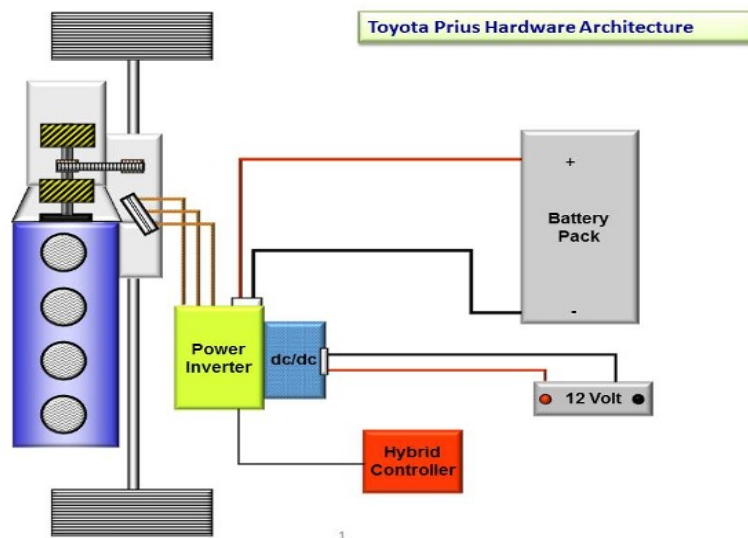 Toyota Prius Hardware Architecture
+
Battery
Pack
-
Power
Inverter
dc/dc
12 Volt
Hybrid
Controller
1